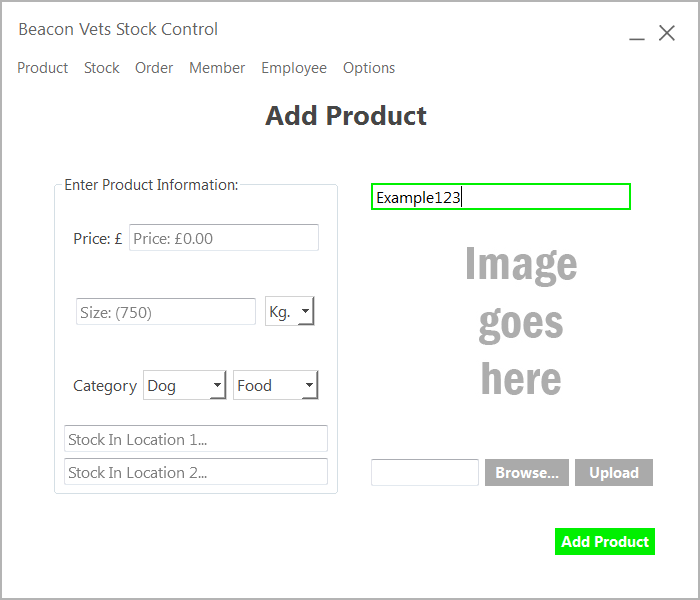 Beacon Vets Stock Control
Product Stock Order Member Employee Options
Add Product
Enter Product Information:
Price: £ Price: £0.00
Size: (750) Kg.
Category Dog Food
Stock In Location 1...
Stock In Location 2...
Example123
Image
goes
here
Browse... Upload
Add Product